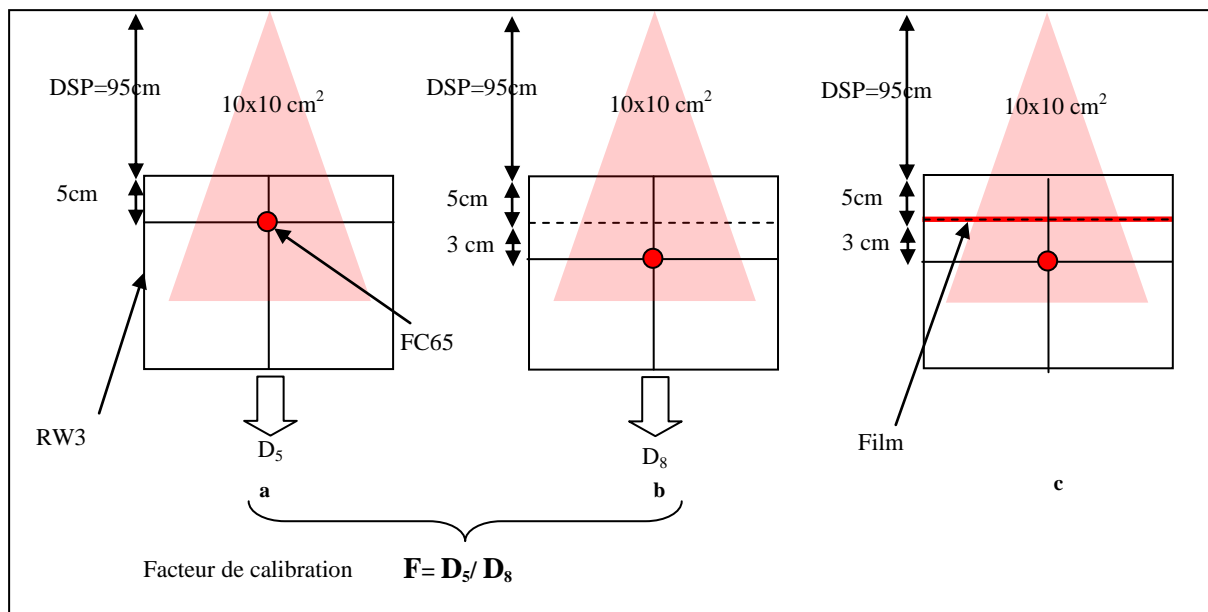 DSP=95cm
10x10 cm²
5cm
FC65
RW3
D₅
a
DSP=95cm
10x10 cm²
5cm
3 cm
D₈
b
DSP=95cm
10x10 cm²
5cm
3 cm
Film
c
Facteur de calibration F= D₅/ D₈